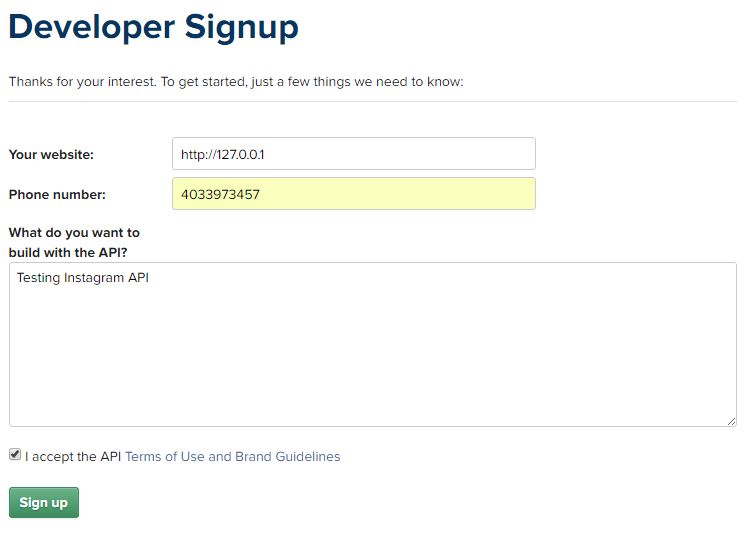 Developer Signup
Thanks for your interest. To get started, just a few things we need to know:
Your website: http://127.0.0.1
Phone number: 4033973457
What do you want to
build with the API?
Testing Instagram API
I accept the API Terms of Use and Brand Guidelines
Sign up